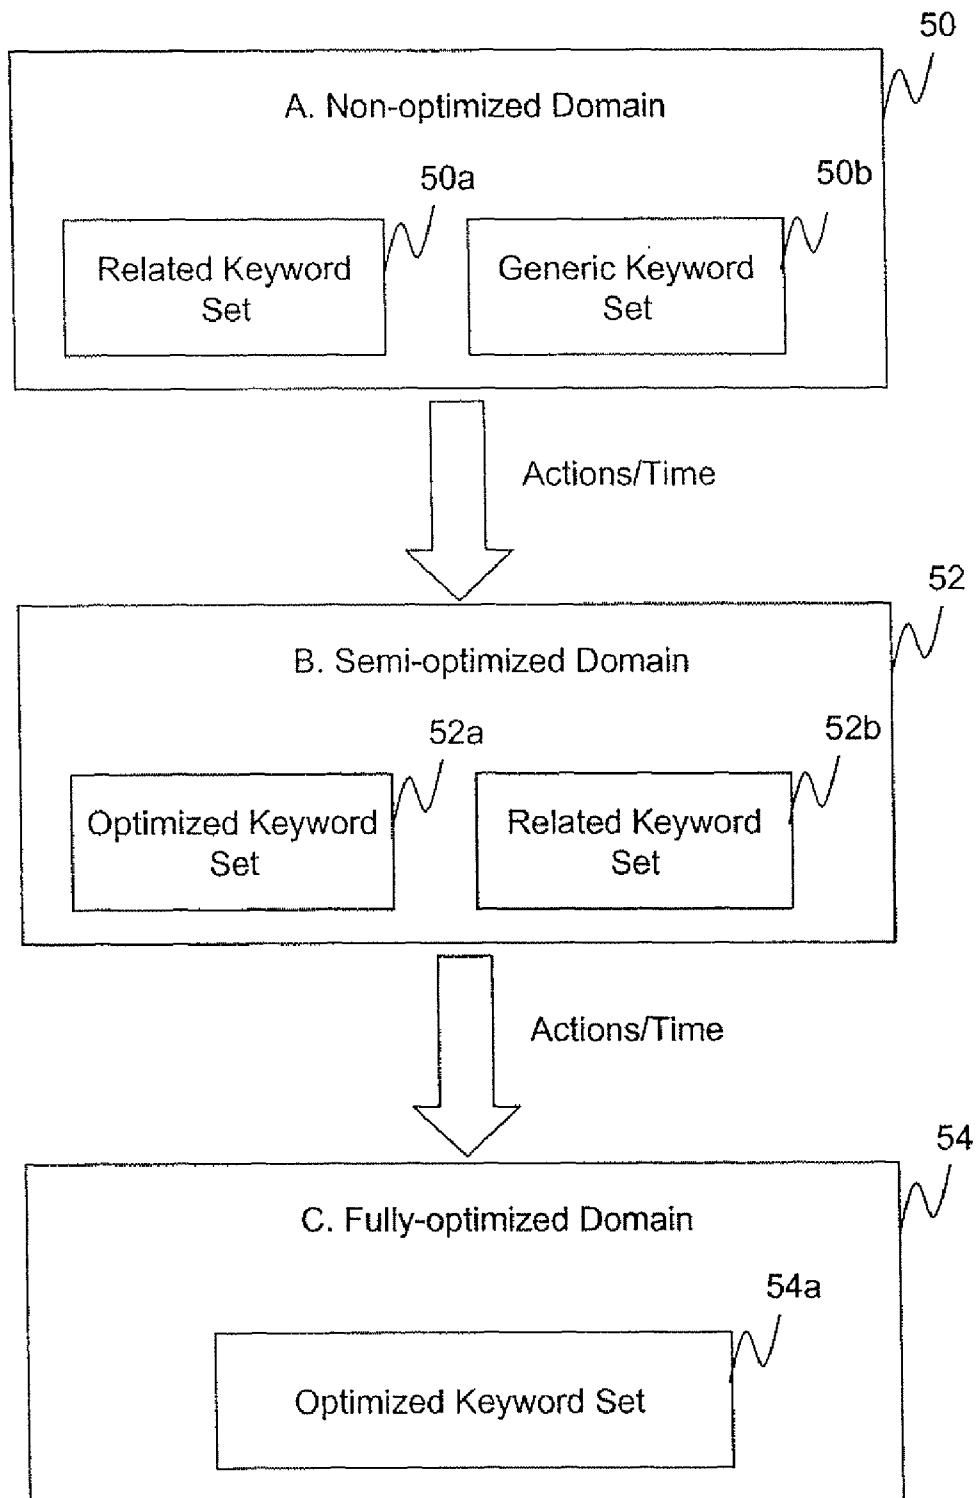 50
A. Non-optimized Domain
50a
50b
Related Keyword
Set
Generic Keyword
Set
Actions/Time
52
B. Semi-optimized Domain
52a
52b
Optimized Keyword
Set
Related Keyword
Set
Actions/Time
54
C. Fully-optimized Domain
54a
Optimized Keyword Set